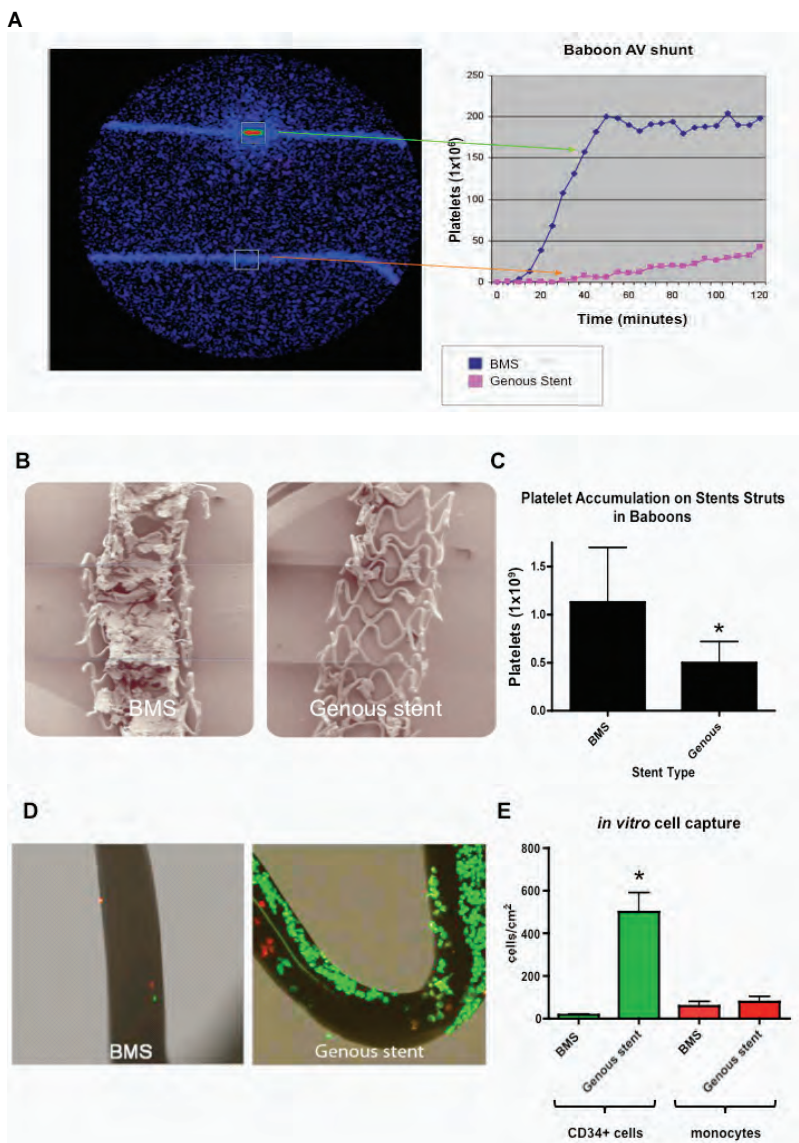 A
Baboon AV shunt
Platelets (1x10⁶)
250
200
150
100
50
0
0 20 40 60 80 100 120
Time (minutes)
BMS
Genous Stent
B
BMS
Genous stent
C
Platelet Accumulation on Stents Struts
in Baboons
Platelets (1x10⁹)
1.5
1.0
0.5
0.0
BMS
Genous
Stent Type
D
BMS
Genous stent
E
in vitro cell capture
cells/cm²
800
600
400
200
0
*
*
BMS
Genous stent
BMS
Genous stent
CD34+ cells
monocytes